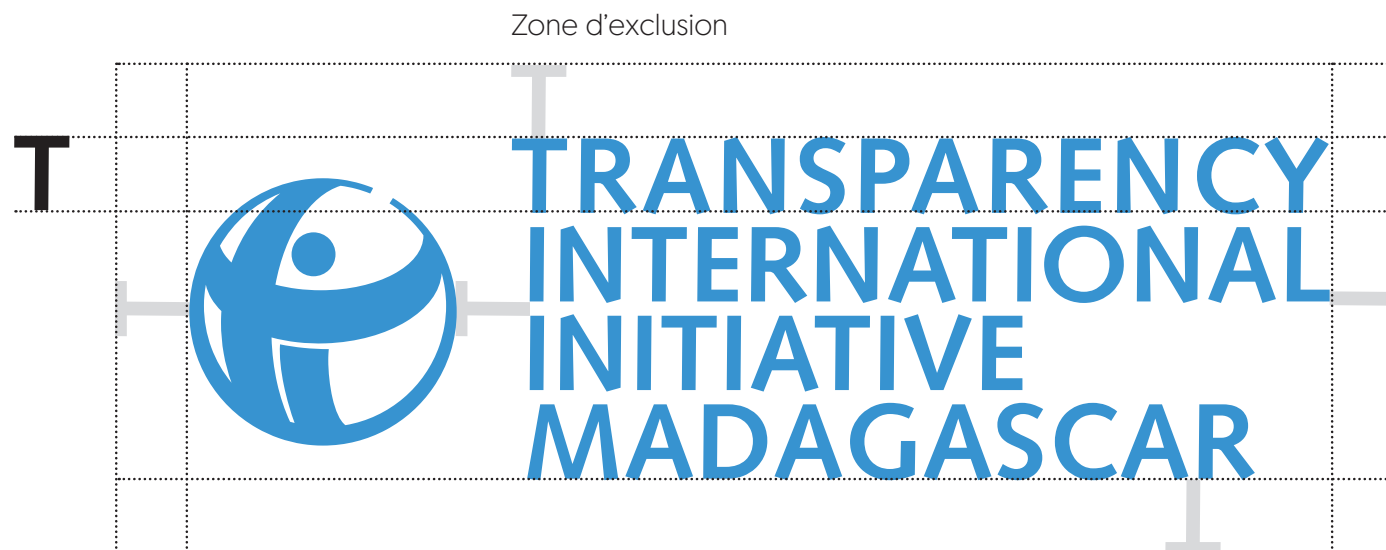 Zone d’exclusion
T
TRANSPARENCY
INTERNATIONAL
INITIATIVE
MADAGASCAR